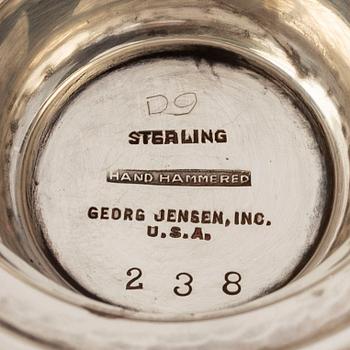 D9
STERLING
HAND HAMMERED
GEORG JENSEN, INC.
U.S.A.
238